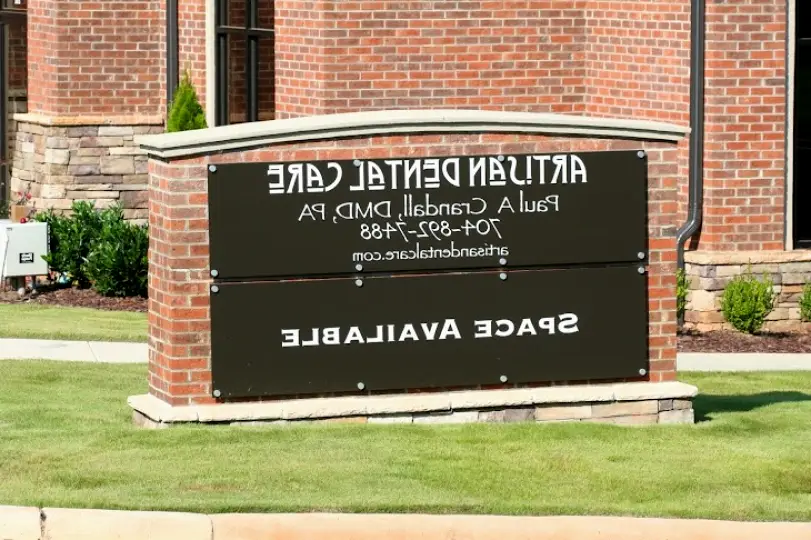 ARTISAN DENTAL CARE
Paul A. Crandall, DMD, PA
704-892-7488
artisandentalcare.com
SPACE AVAILABLE